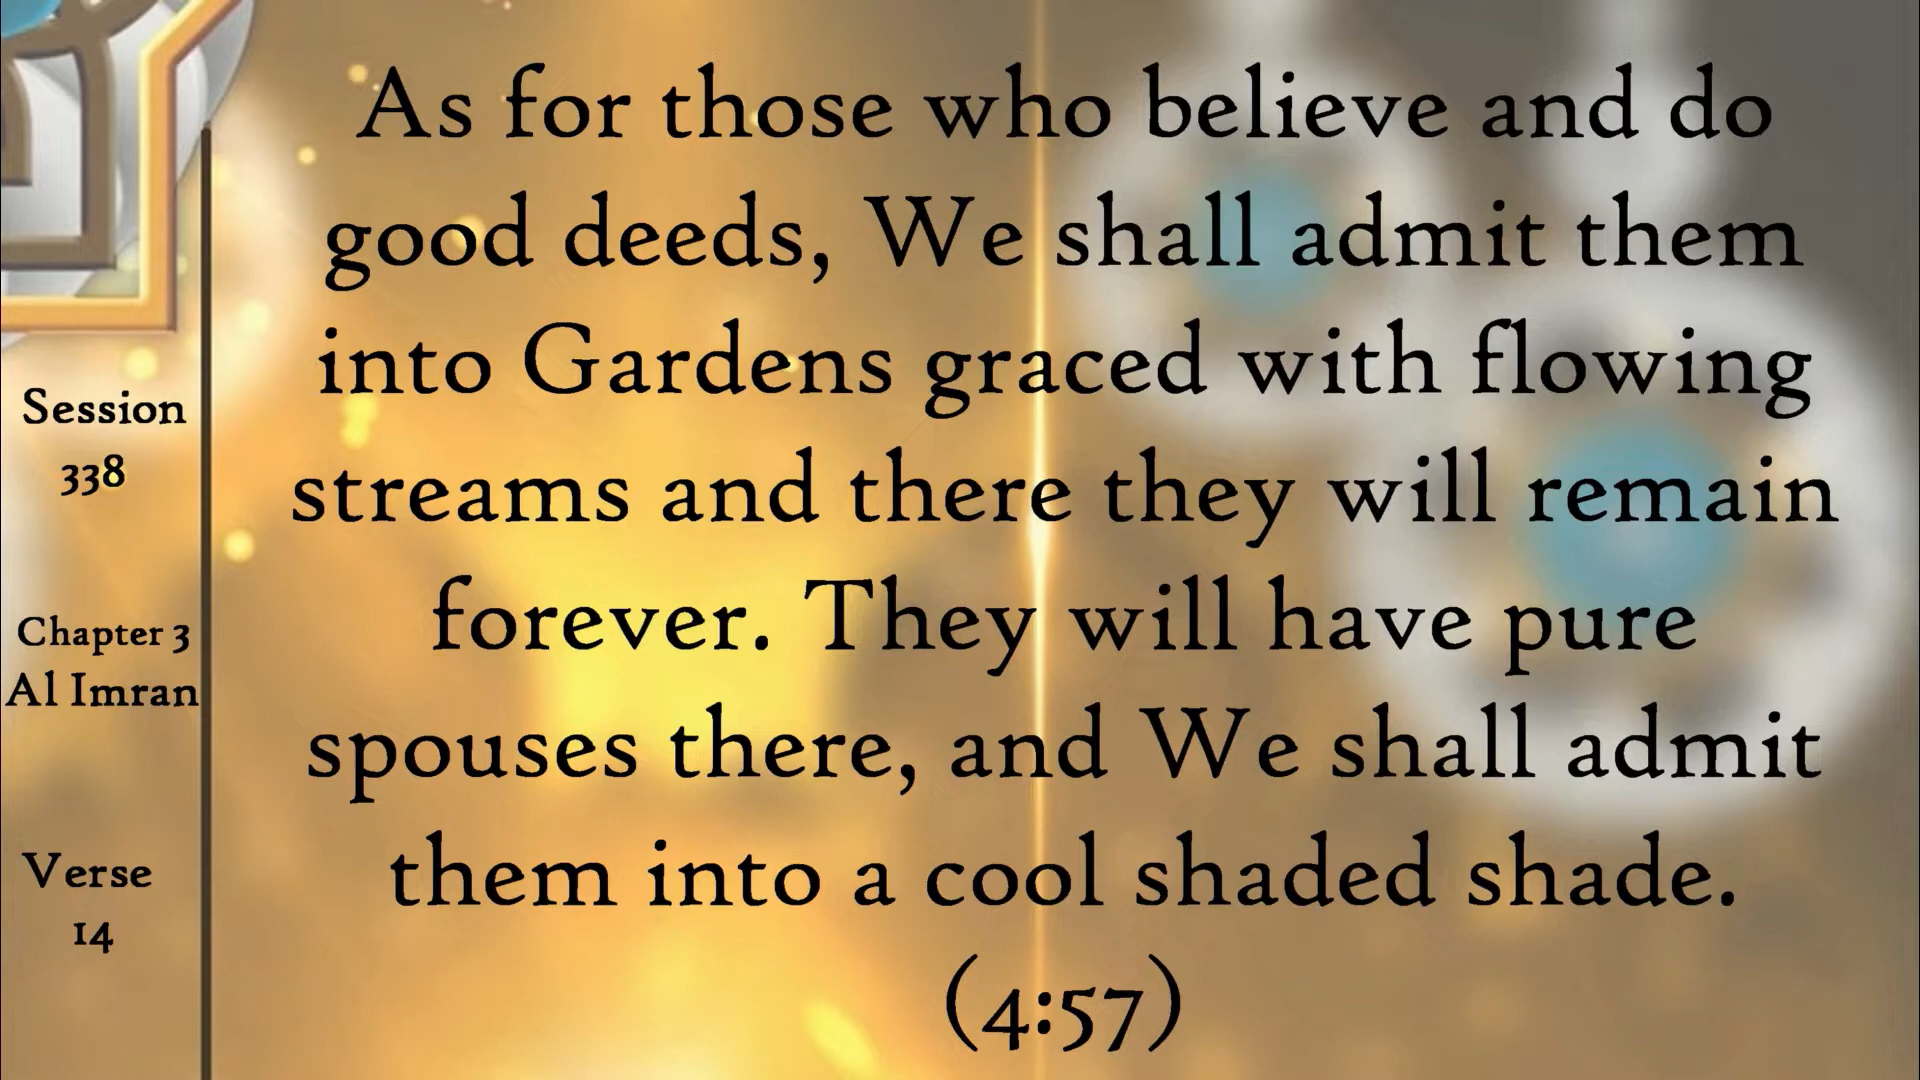 As for those who believe and do
good deeds, We shall admit them
into Gardens graced with flowing
streams and there they will remain
forever. They will have pure
spouses there, and We shall admit
them into a cool shaded shade.
(4:57)
Session
338
Chapter 3
Al Imran
Verse
14